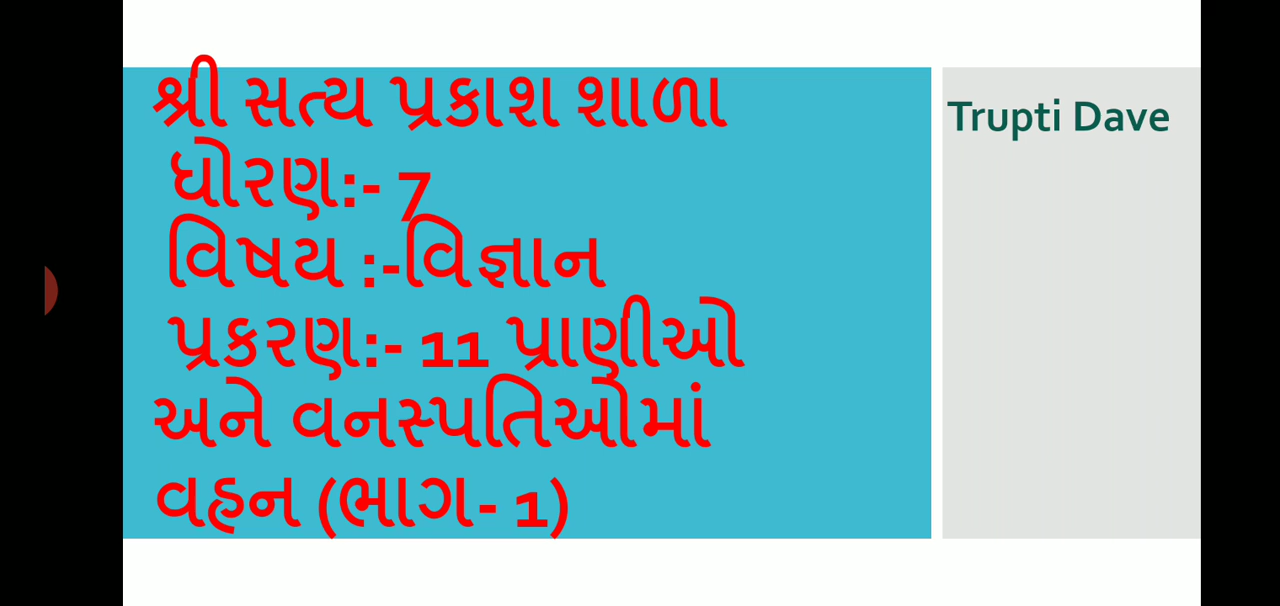 શ્રી સત્ય પ્રકાશ શાળા
ધોરણ:- 7
વિષય :-વિજ્ઞાન
પ્રકરણ:- 11 પ્રાણીઓ
અને વનસ્પતિઓમાં
વહન (ભાગ- 1)
Trupti Dave